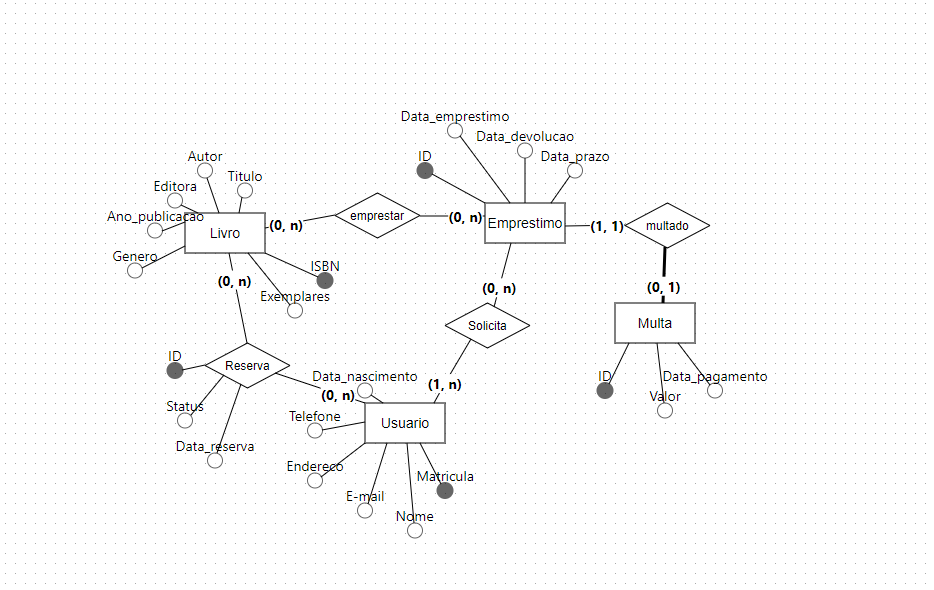 Data_emprestimo
Data_devolucao
ID
Data_prazo
Autor
Titulo
Editora
Ano_publicacao
Livro
(0, n)
emprestar
(0, n)
Emprestimo
(1, 1)
multado
Genero
ISBN
(0, n)
Exemplares
(0, n)
(0, 1)
Solicita
Multa
ID
Reserva
Data_nascimento
(1, n)
ID
Data_pagamento
(0, n)
Valor
Status
Telefone
Usuario
Data_reserva
Endereco
Matricula
E-mail
Nome